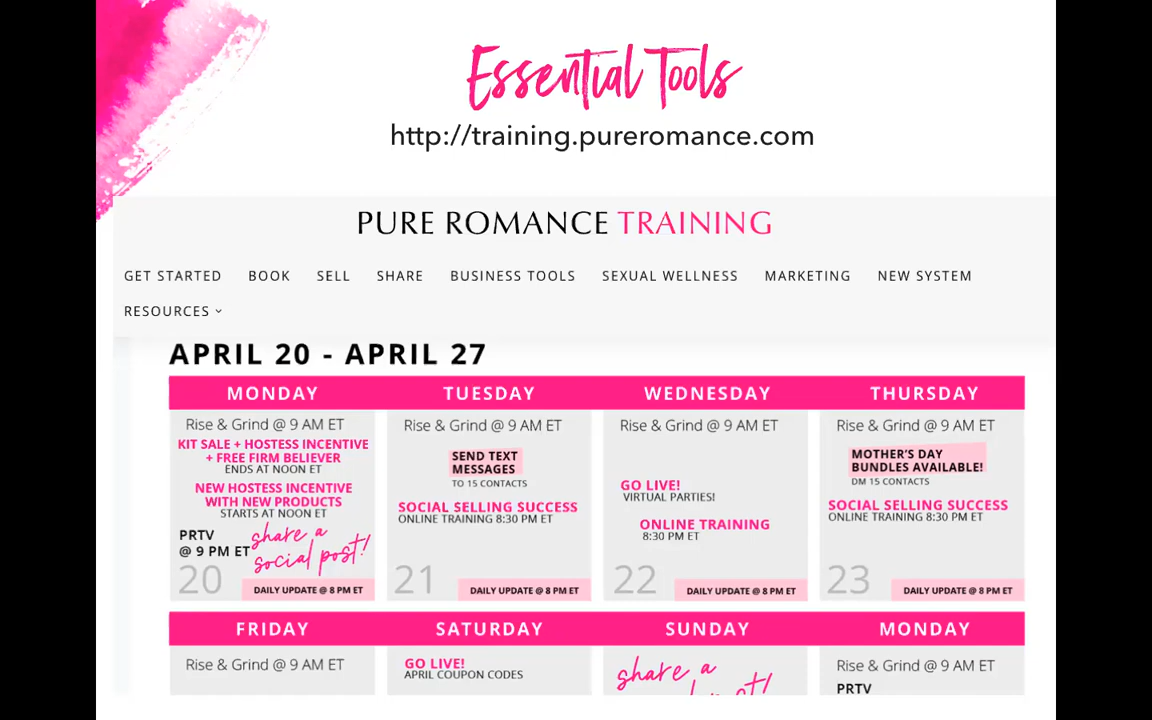 Essential Tools
http://training.pureromance.com
PURE ROMANCE TRAINING
GET STARTED BOOK SELL SHARE BUSINESS TOOLS SEXUAL WELLNESS MARKETING NEW SYSTEM
RESOURCES
APRIL 20 - APRIL 27
MONDAY
Rise & Grind @ 9 AM ET
KIT SALE + HOSTESS INCENTIVE
+ FREE FIRM BELIEVER
ENDS AT NOON ET
NEW HOSTESS INCENTIVE
WITH NEW PRODUCTS
STARTS AT NOON ET
PRTV
@ 9 PM ET
share a
social post!
20
DAILY UPDATE @ 8 PM ET
TUESDAY
Rise & Grind @ 9 AM ET
SEND TEXT
MESSAGES
TO 15 CONTACTS
SOCIAL SELLING SUCCESS
ONLINE TRAINING 8:30 PM ET
21
DAILY UPDATE @ 8 PM ET
WEDNESDAY
Rise & Grind @ 9 AM ET
GO LIVE!
VIRTUAL PARTIES!
ONLINE TRAINING
8:30 PM ET
22
DAILY UPDATE @ 8 PM ET
THURSDAY
Rise & Grind @ 9 AM ET
MOTHER'S DAY
BUNDLES AVAILABLE!
DM 15 CONTACTS
SOCIAL SELLING SUCCESS
ONLINE TRAINING 8:30 PM ET
23
DAILY UPDATE @ 8 PM ET
FRIDAY
Rise & Grind @ 9 AM ET
SATURDAY
GO LIVE!
APRIL COUPON CODES
SUNDAY
share a
MONDAY
Rise & Grind @ 9 AM ET
PRTV